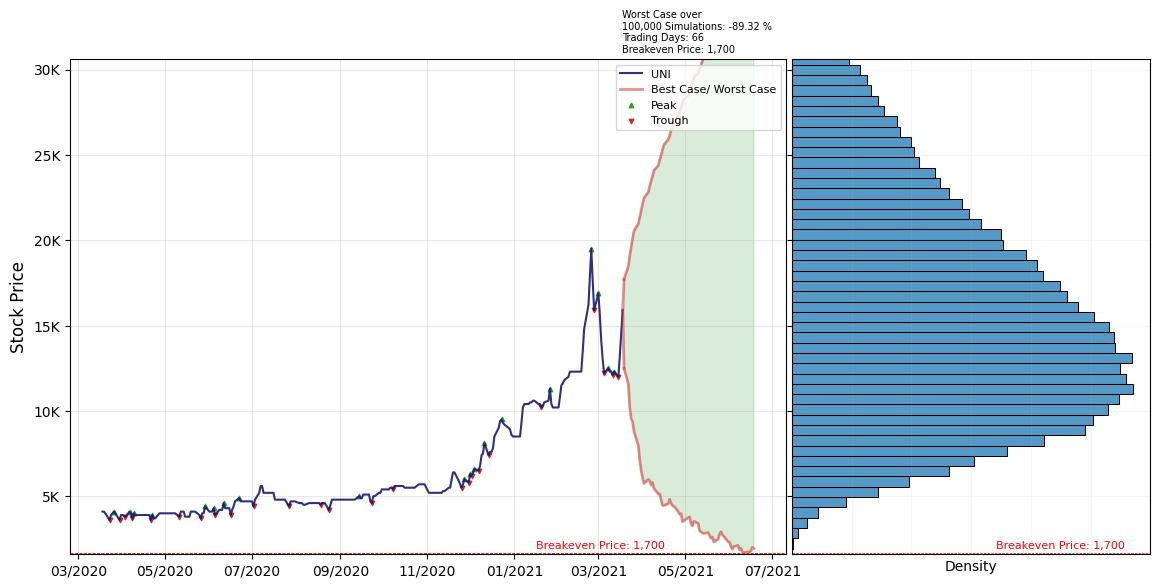 Worst Case over
100,000 Simulations: -89.32 %
Trading Days: 66
Breakeven Price: 1,700
UNI
Best Case/ Worst Case
Peak
Trough
30K
25K
20K
15K
10K
5K
Stock Price
Breakeven Price: 1,700
Breakeven Price: 1,700
03/2020 05/2020 07/2020 09/2020 11/2020 01/2021 03/2021 05/2021 07/2021
Density